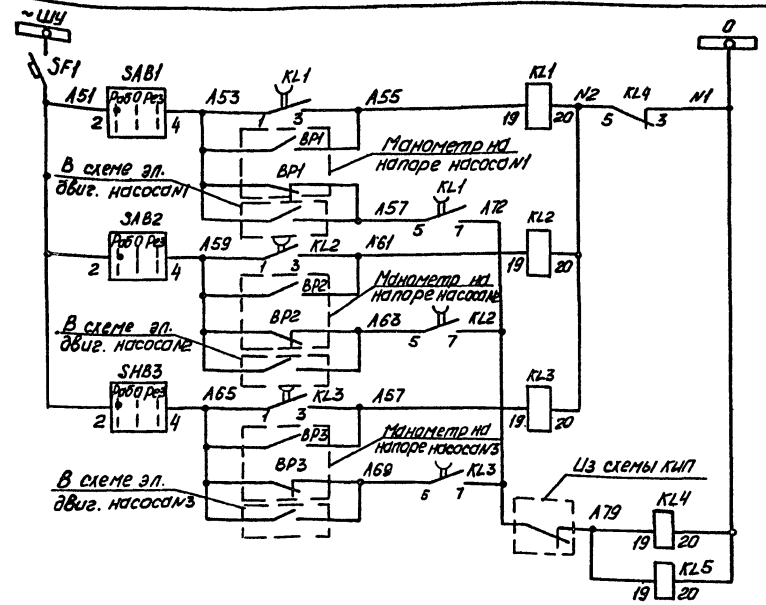 ~ШУ
О
SF1
SAB1
KL1
KL1
A51
Раб О Рез
A53
A55
N2
KL4
N1
2
4
1
3
19
20
5
3
BP1
Манометр на
напоре насоса N1
В схеме эл.
двиг. насоса N1
BP1
KL1
A57
A72
SAB2
5
7
KL2
Раб О Рез
A59
KL2
A61
2
4
1
3
19
20
BP2
Манометр на
напоре насоса N2
BP2
A63
KL2
В схеме эл.
двиг. насоса N2
5
7
SHB3
KL3
Раб О Рез
A65
KL3
A67
2
4
1
3
19
20
BP3
Манометр на
напоре насоса N3
BP3
A69
KL3
Из схемы КИП
В схеме эл.
двиг. насоса N3
6
7
A79
KL4
19
20
KL5
19
20